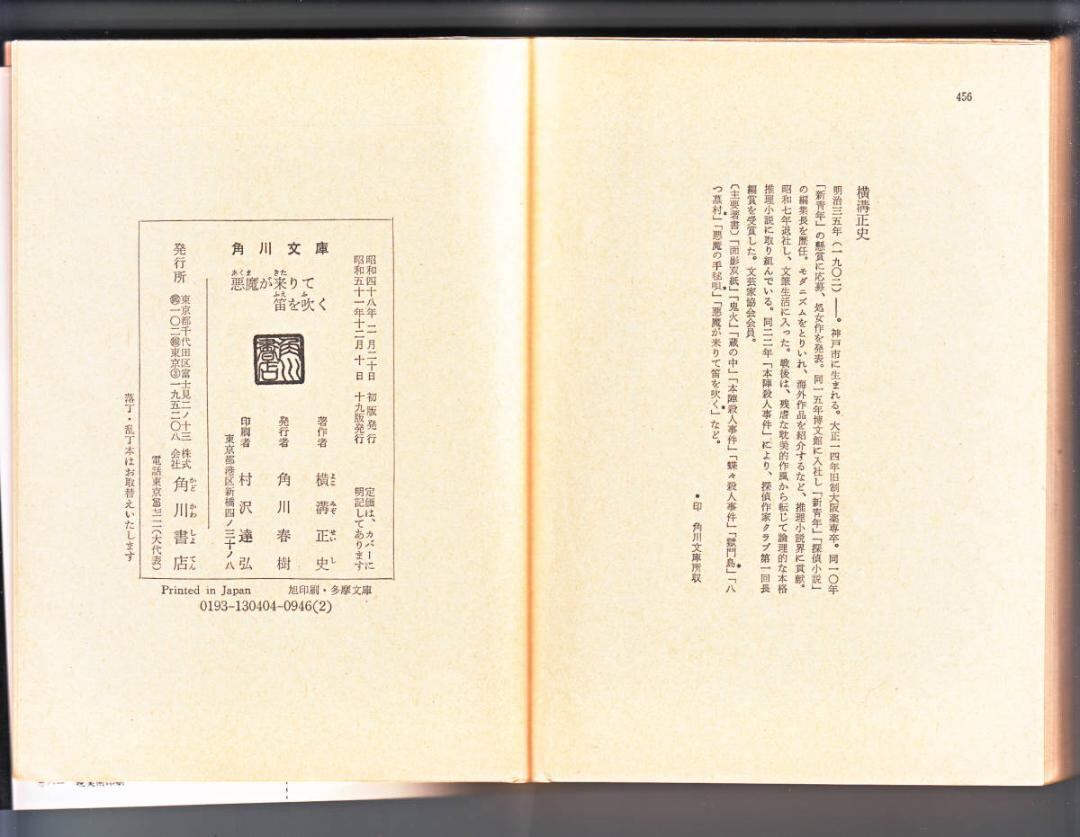 456
横溝正史
明治三五年(一九〇二)――。神戸市に生まれる。大正一四年旧制大阪薬専卒。同一〇年
「新青年」の懸賞に応募、処女作を発表。同一五年博文館に入社し「新青年」「探偵小説」
の編集長を歴任。モダニズムをとりいれ、海外作品を紹介するなど、推理小説界に貢献。
昭和七年退社し、文筆生活に入った。戦後は、残虐な耽美的作風から転じて論理的な本格
推理小説に取り組んでいる。同二二年「本陣殺人事件」により、探偵作家クラブ第一回長
編賞を受賞した。文芸家協会会員。
〔主要著書〕「面影双紙」「鬼火」「蔵の中」「本陣殺人事件」「蝶々殺人事件」「獄門島」「八
つ墓村」「悪魔の手毬唄」「悪魔が来りて笛を吹く」など。
*印 角川文庫所収
昭和四十八年二月二十日 初版発行
昭和五十一年十二月十日 十九版発行
定価は、カバーに
明記してあります
角川文庫
悪魔が来りて
笛を吹く
角川書店
著作者 横溝正史
発行者 角川春樹
印刷者 村沢達弘
東京都港区新橋四ノ三十ノ八
発行所
東京都千代田区富士見二ノ十三
一〇二 東京③一九五二〇八
株式会社 角川書店
落丁・乱丁本はお取替えいたします
Printed in Japan 旭印刷・多摩文庫
0193-130404-0946(2)